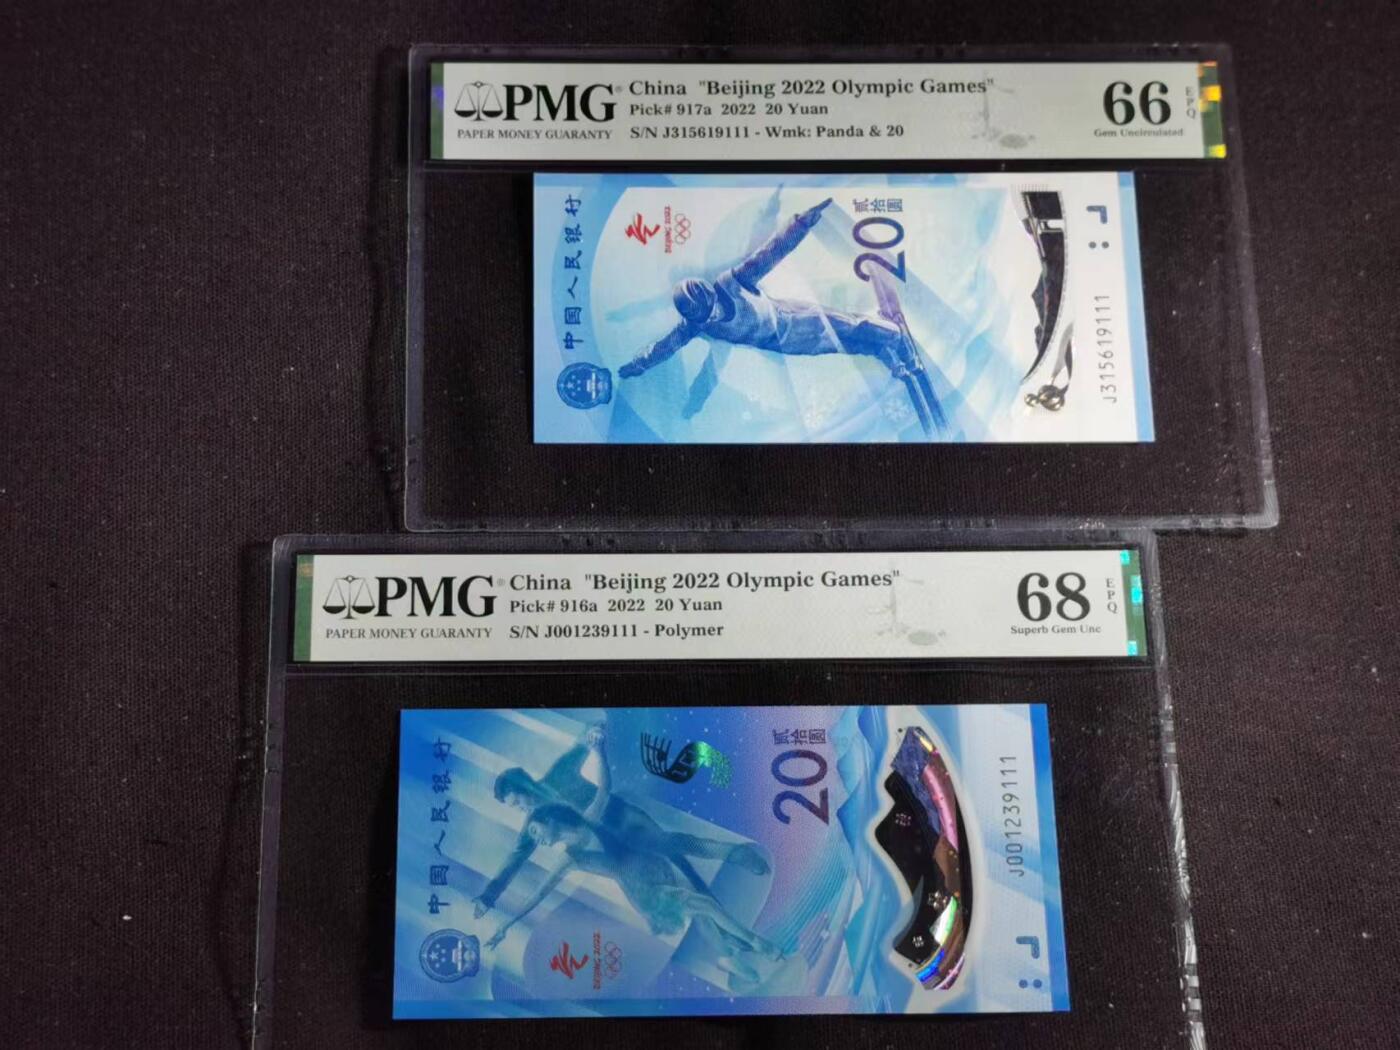 PMG
PAPER MONEY GUARANTY
China "Beijing 2022 Olympic Games"
Pick# 917a 2022 20 Yuan
S/N J315619111 - Wmk: Panda & 20
66
EPQ
Gem Uncirculated
中国人民银行
BEIJING 2022
20
贰拾圆
J315619111
PMG
PAPER MONEY GUARANTY
China "Beijing 2022 Olympic Games"
Pick# 916a 2022 20 Yuan
S/N J001239111 - Polymer
68
EPQ
Superb Gem Unc
中国人民银行
BEIJING 2022
20
贰拾圆
J001239111